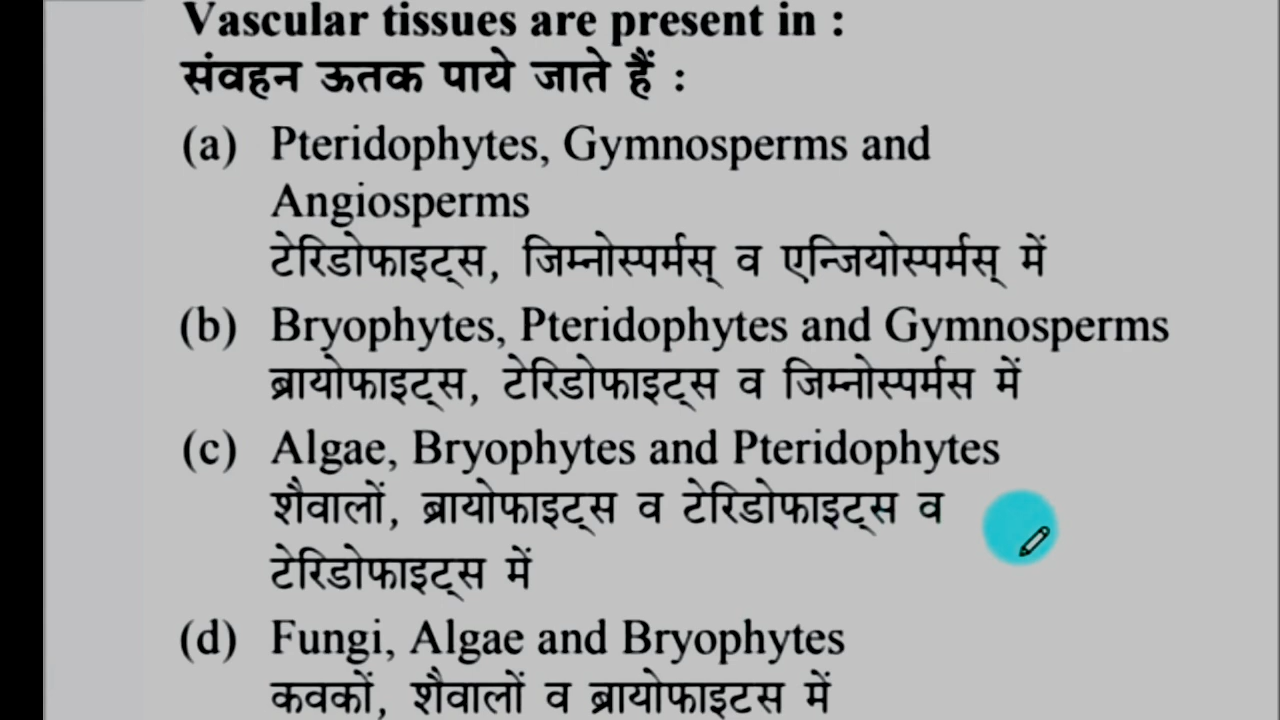 Vascular tissues are present in :
संवहन ऊतक पाये जाते हैं :
(a) Pteridophytes, Gymnosperms and
Angiosperms
टेरिडोफाइट्स, जिम्नोस्पर्मस् व एन्जियोस्पर्मस् में
(b) Bryophytes, Pteridophytes and Gymnosperms
ब्रायोफाइट्स, टेरिडोफाइट्स व जिम्नोस्पर्मस में
(c) Algae, Bryophytes and Pteridophytes
शैवालों, ब्रायोफाइट्स व टेरिडोफाइट्स व
टेरिडोफाइट्स में
(d) Fungi, Algae and Bryophytes
कवकों, शैवालों व ब्रायोफाइटस में